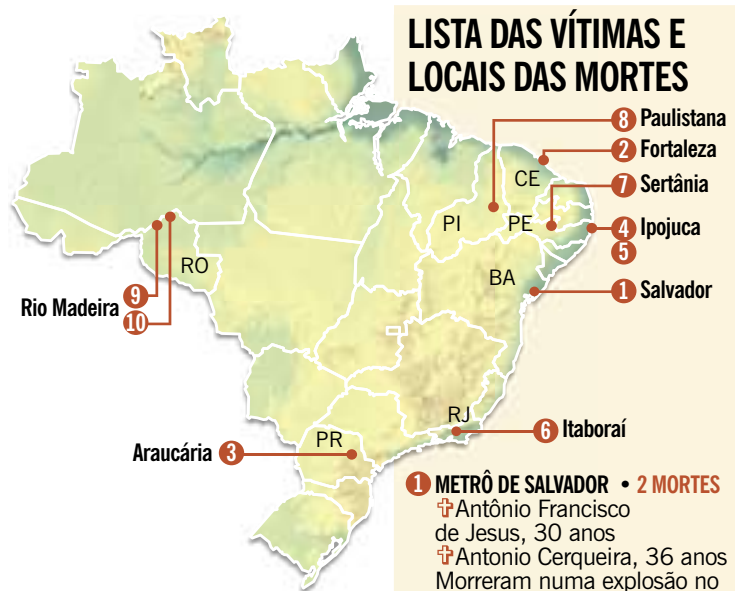 LISTA DAS VÍTIMAS E
LOCAIS DAS MORTES
8 Paulistana
2 Fortaleza
CE
7 Sertânia
PI
PE
4 Ipojuca
5
RO
BA
9
Rio Madeira
10
1 Salvador
RJ
6 Itaboraí
PR
Araucária 3
1 METRÔ DE SALVADOR • 2 MORTES
✞Antônio Francisco
de Jesus, 30 anos
✞Antonio Cerqueira, 36 anos
Morreram numa explosão no